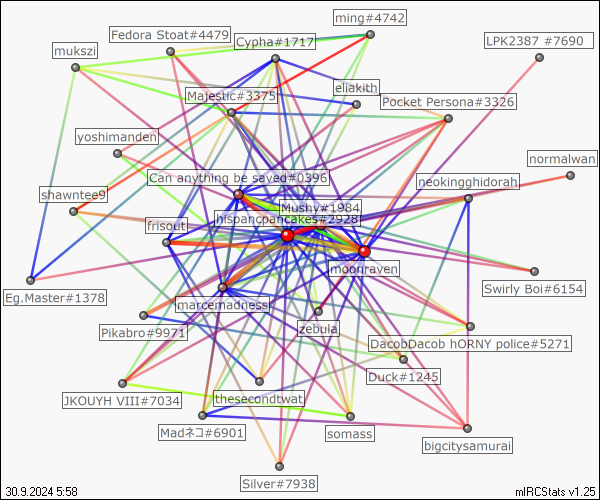 ming#4742
Fedora Stoat#4479
Cypha#1717
LPK2387 #7690
mukszi
eliakith
Majestic#3375
Pocket Persona#3326
yoshimanden
normalwan
Can anything be saved#0396
neokingghidorah
shawntee9
Mushy#1984
hispancpancakes#2928
frisout
moonraven
Swirly Boi#6154
Eg.Master#1378
marcemadness
zebula
Pikabro#9971
DacobDacob hORNY police#5271
Duck#1245
JKOUYH VIII#7034
thesecondtwat
Madネコ#6901
somass
bigcitysamurai
Silver#7938
30.9.2024 5:58
mIRCStats v1.25